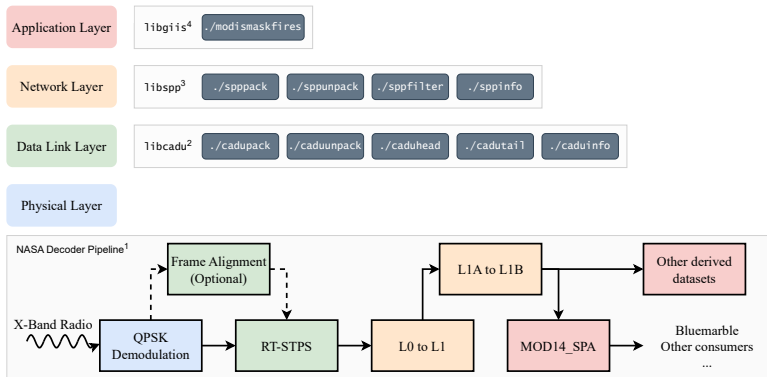 Application Layer
libgiis⁴ ./modismaskfires
Network Layer
libspp³ ./spppack ./sppunpack ./sppfilter ./sppinfo
Data Link Layer
libcadu² ./cadupack ./caduunpack ./caduhead ./cadutail ./caduinfo
Physical Layer
NASA Decoder Pipeline¹
Frame Alignment
(Optional)
L1A to L1B
Other derived
datasets
X-Band Radio
QPSK
Demodulation
RT-STPS
L0 to L1
MOD14_SPA
Bluemarble
Other consumers
...